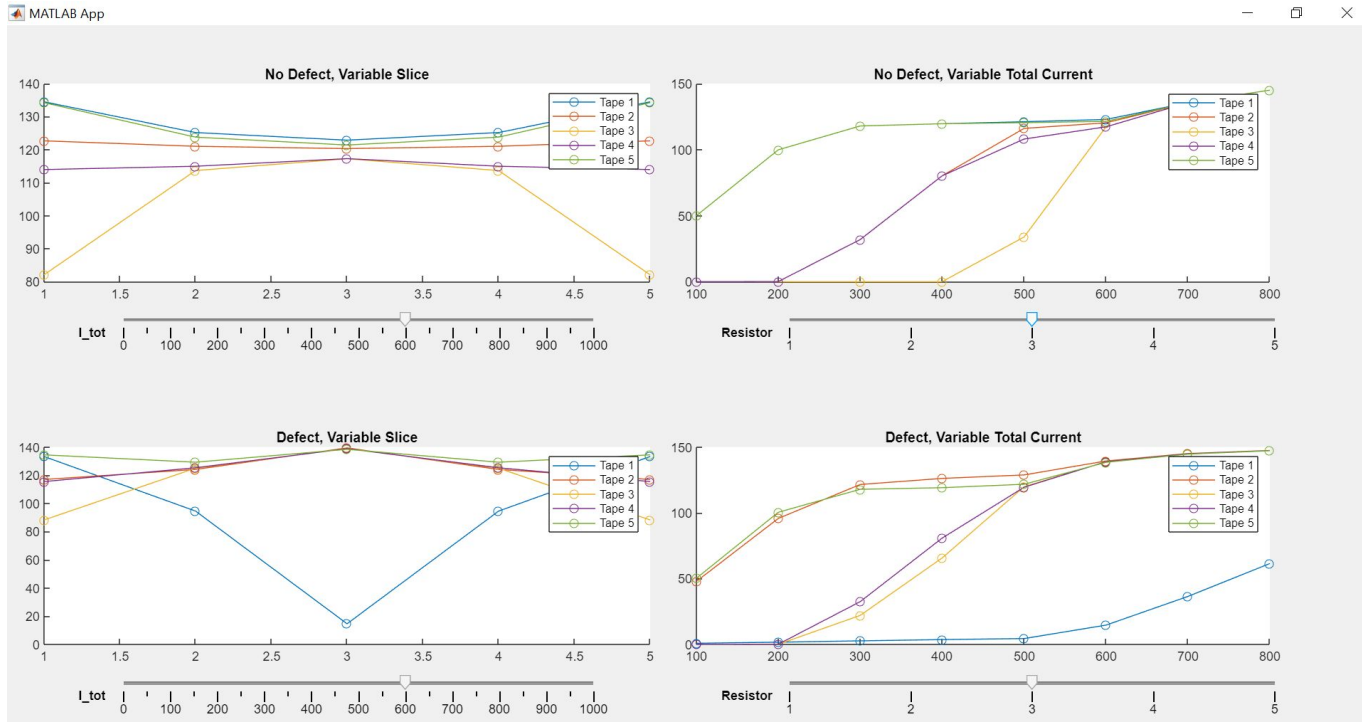 MATLAB App
No Defect, Variable Slice
140
130
120
110
100
90
80
1 1.5 2 2.5 3 3.5 4 4.5 5
Tape 1
Tape 2
Tape 3
Tape 4
Tape 5
I_tot
0 100 200 300 400 500 600 700 800 900 1000
No Defect, Variable Total Current
150
100
50
0
100 200 300 400 500 600 700 800
Tape 1
Tape 2
Tape 3
Tape 4
Tape 5
Resistor
1 2 3 4 5
Defect, Variable Slice
140
120
100
80
60
40
20
0
1 1.5 2 2.5 3 3.5 4 4.5 5
Tape 1
Tape 2
Tape 3
Tape 4
Tape 5
I_tot
0 100 200 300 400 500 600 700 800 900 1000
Defect, Variable Total Current
150
100
50
0
100 200 300 400 500 600 700 800
Tape 1
Tape 2
Tape 3
Tape 4
Tape 5
Resistor
1 2 3 4 5